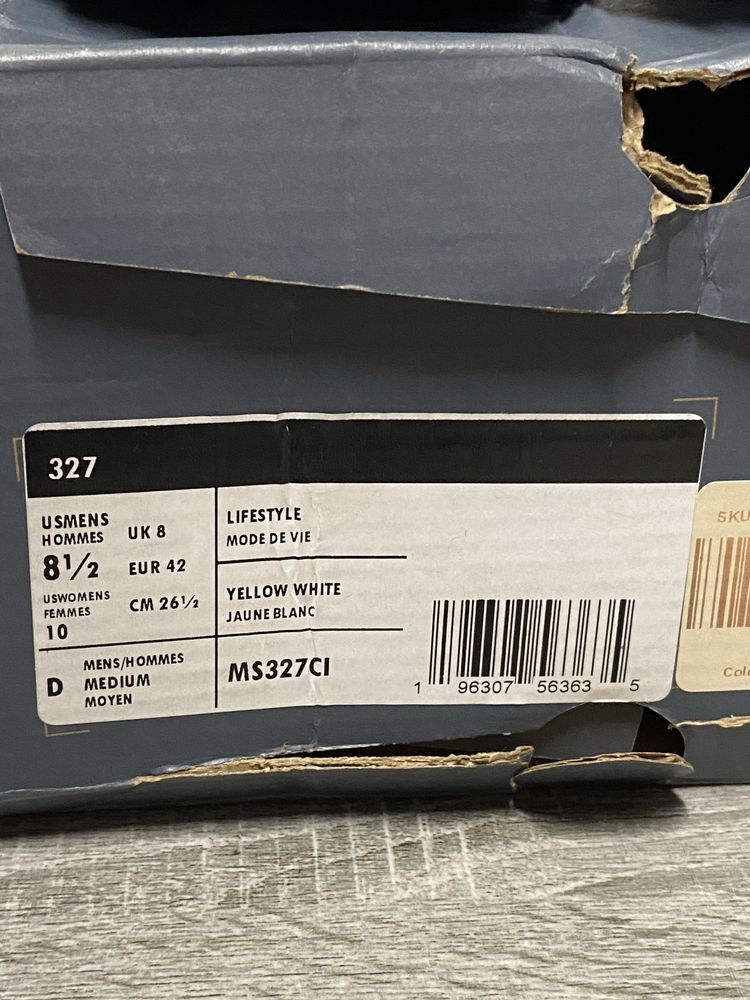 327
USMENS
HOMMES
8½
USWOMENS
FEMMES
10
UK 8
EUR 42
CM 26½
LIFESTYLE
MODE DE VIE
YELLOW WHITE
JAUNE BLANC
D
MENS/HOMMES
MEDIUM
MOYEN
MS327CI
1 96307 56363 5
SKU